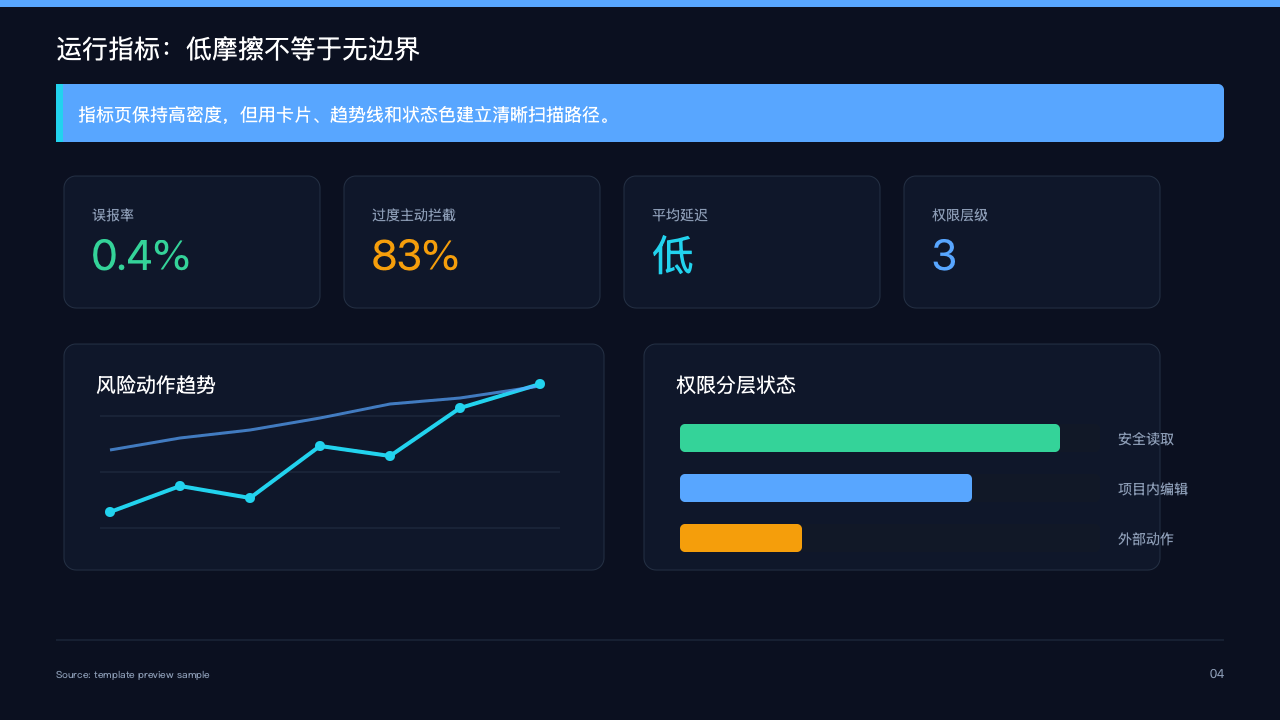 运行指标：低摩擦不等于无边界
指标页保持高密度，但用卡片、趋势线和状态色建立清晰扫描路径。
误报率
0.4%
过度主动拦截
83%
平均延迟
低
权限层级
3
风险动作趋势
权限分层状态
安全读取
项目内编辑
外部动作
Source: template preview sample
04